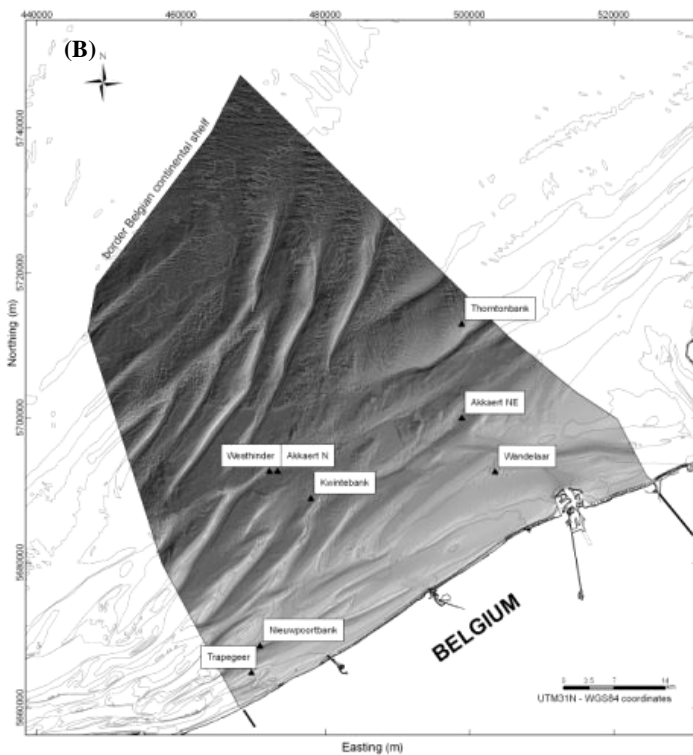 440000 460000 480000 500000 520000
(B)
N
border Belgian continental shelf
5740000
5720000
Northing (m)
Thorntonbank
5700000
Akkaert NE
Westhinder
Akkaert N
Wandelaar
Kwintebank
5680000
BELGIUM
Nieuwpoortbank
Trapegeer
0 3.5 7 14
UTM31N - WGS84 coordinates
5660000
Easting (m)